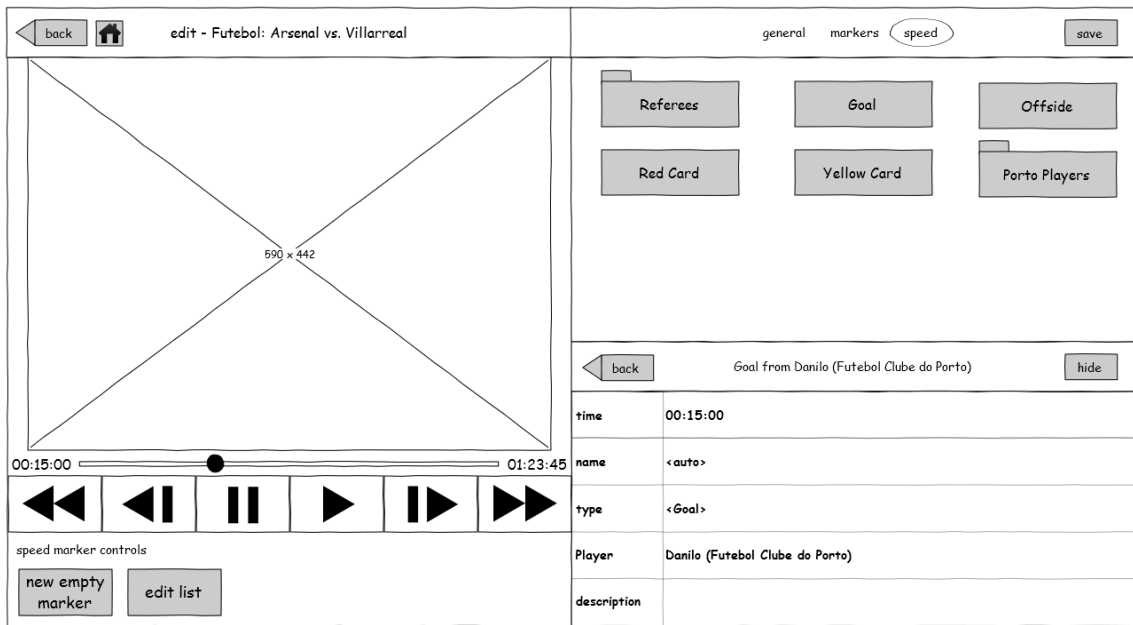 back
edit - Futebol: Arsenal vs. Villarreal
general markers speed
save
590 x 442
00:15:00
01:23:45
speed marker controls
new empty
marker
edit list
Referees
Goal
Offside
Red Card
Yellow Card
Porto Players
back
Goal from Danilo (Futebol Clube do Porto)
hide
time 00:15:00
name <auto>
type <Goal>
Player Danilo (Futebol Clube do Porto)
description